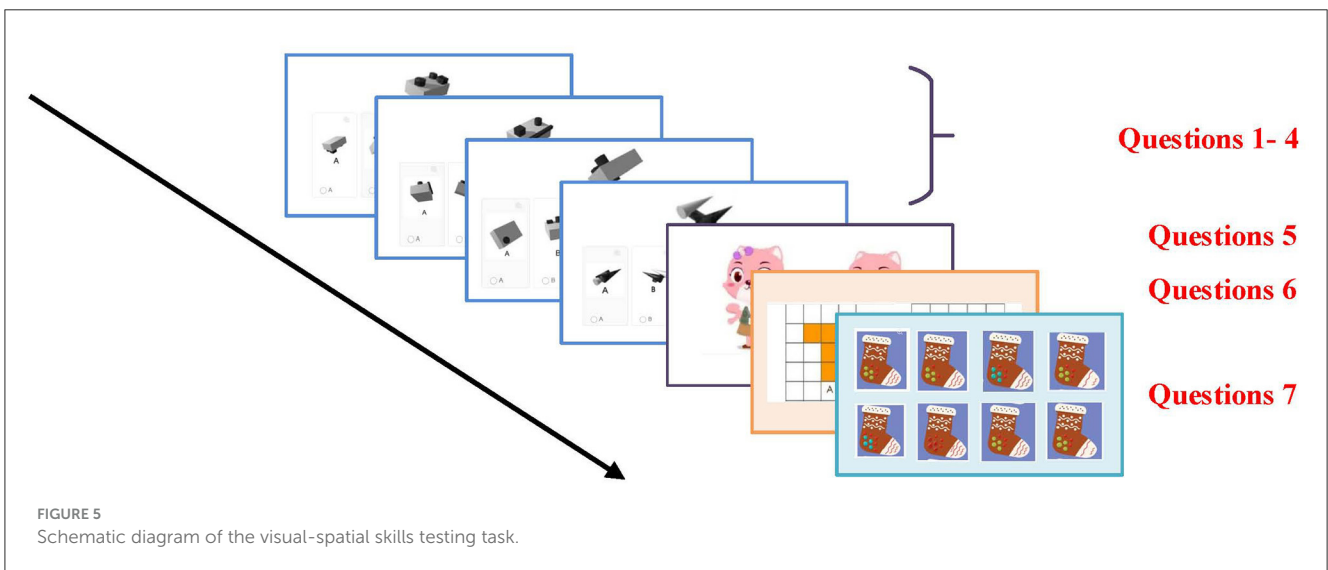 A
A
A
A
A
B
A
B
A
B
A
B
A
Questions 1- 4
Questions 5
Questions 6
Questions 7
FIGURE 5
Schematic diagram of the visual-spatial skills testing task.